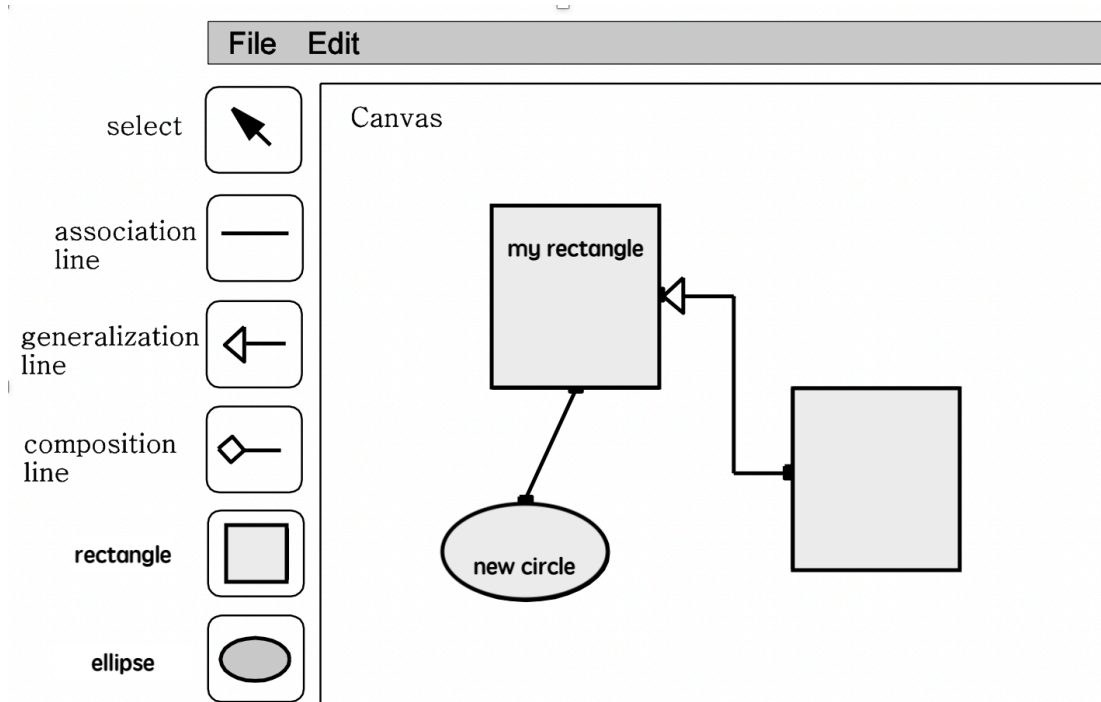 File Edit
select
Canvas
association
line
my rectangle
generalization
line
composition
line
rectangle
new circle
ellipse